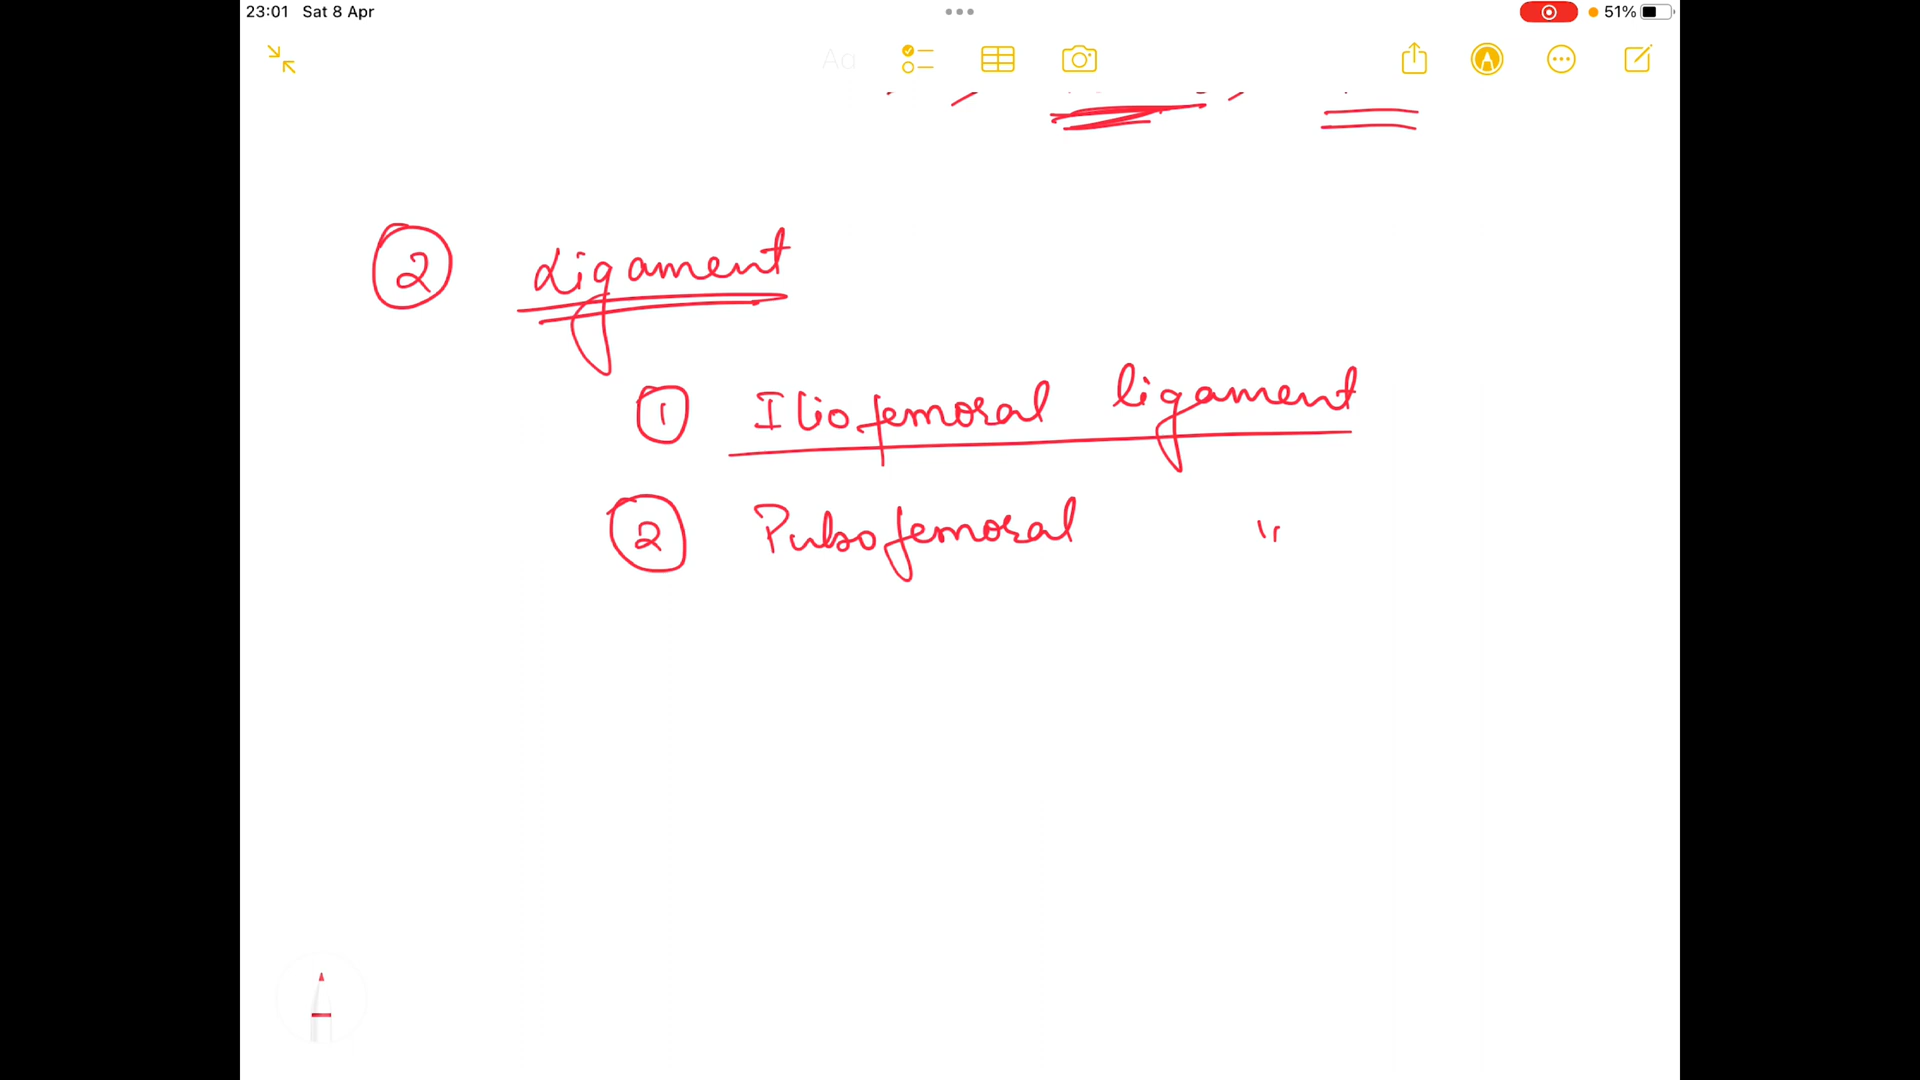 23:01 Sat 8 Apr 51%
Aa
2 Ligament
1 Iliofemoral ligament
2 Pubofemoral "